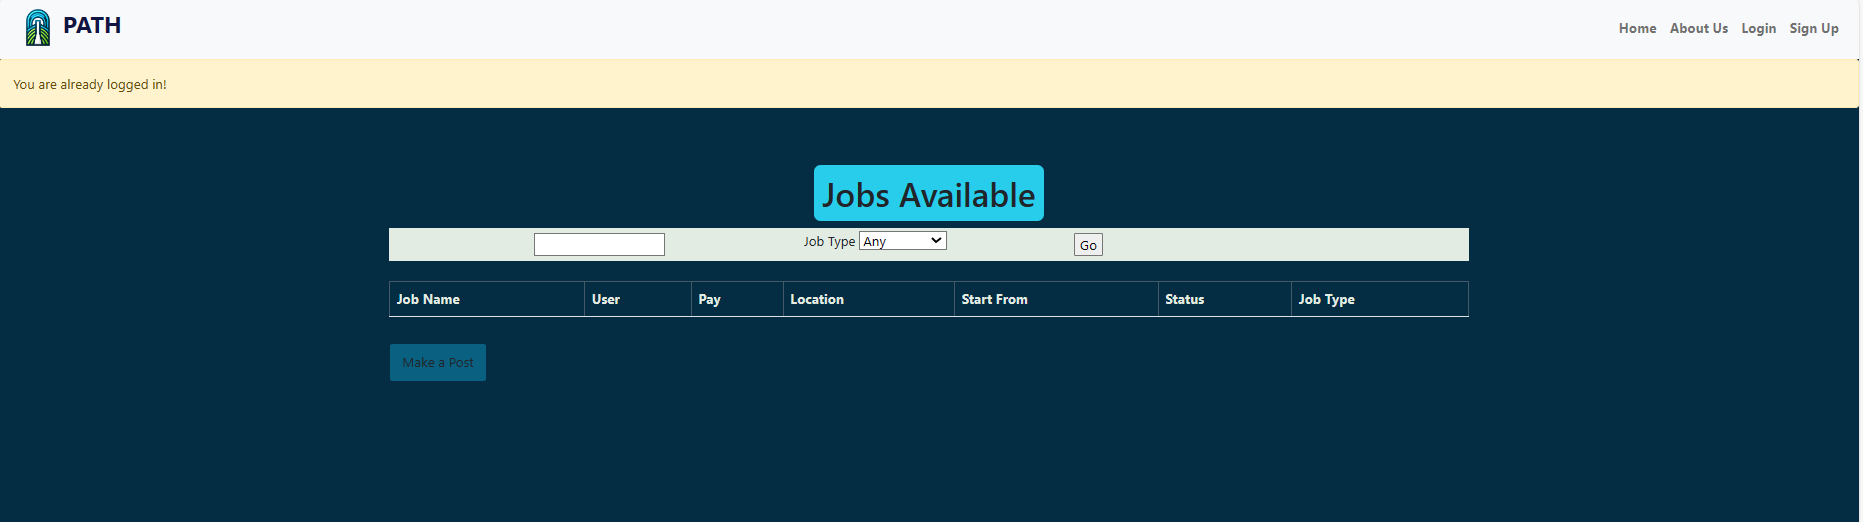 PATH
Home About Us Login Sign Up
You are already logged in!
Jobs Available
Job Type Any Go
Job Name User Pay Location Start From Status Job Type
Make a Post